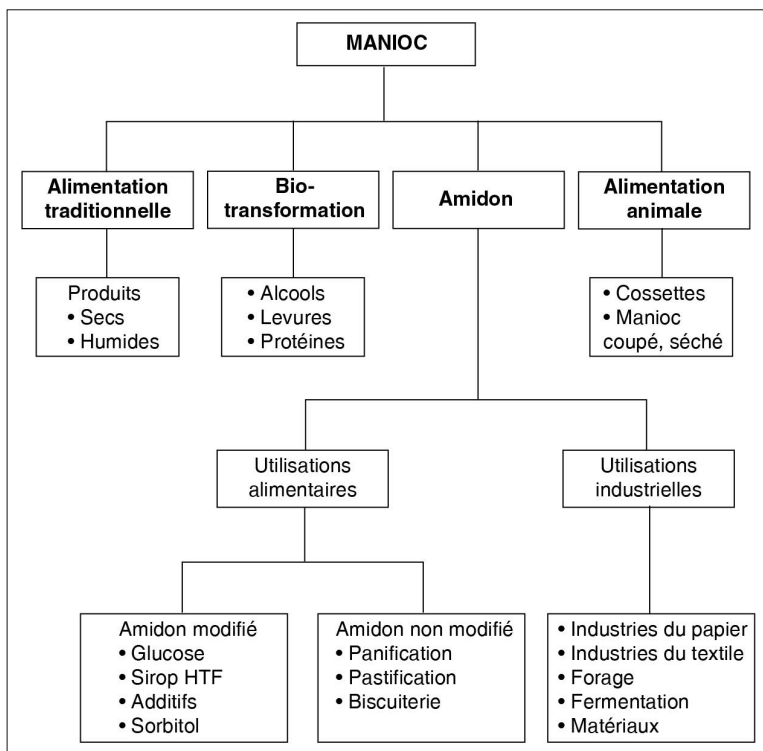 MANIOC
Alimentation
traditionnelle
Bio-
transformation
Amidon
Alimentation
animale
Produits
• Secs
• Humides
• Alcools
• Levures
• Protéines
• Cossettes
• Manioc
coupé, séché
Utilisations
alimentaires
Utilisations
industrielles
Amidon modifié
• Glucose
• Sirop HTF
• Additifs
• Sorbitol
Amidon non modifié
• Panification
• Pastification
• Biscuiterie
• Industries du papier
• Industries du textile
• Forage
• Fermentation
• Matériaux